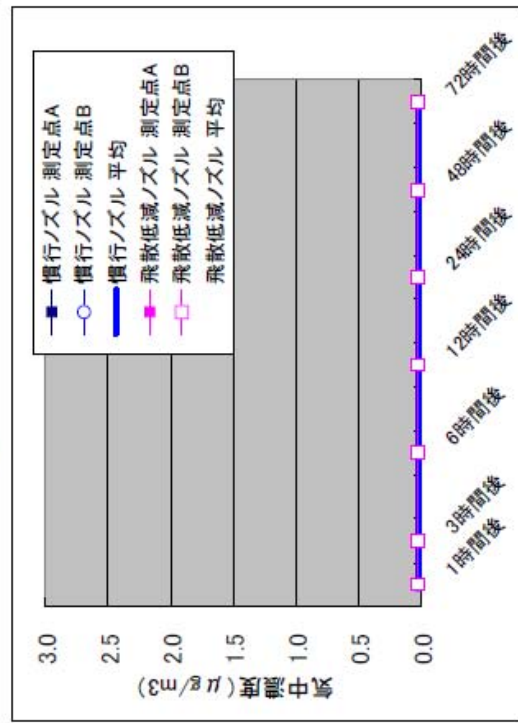 慣行ノズル 測定点A
慣行ノズル 測定点B
慣行ノズル 平均
飛散低減ノズル 測定点A
飛散低減ノズル 測定点B
飛散低減ノズル 平均
気中濃度(μg/m3)
3.0
2.5
2.0
1.5
1.0
0.5
0.0
1時間後
3時間後
6時間後
12時間後
24時間後
48時間後
72時間後